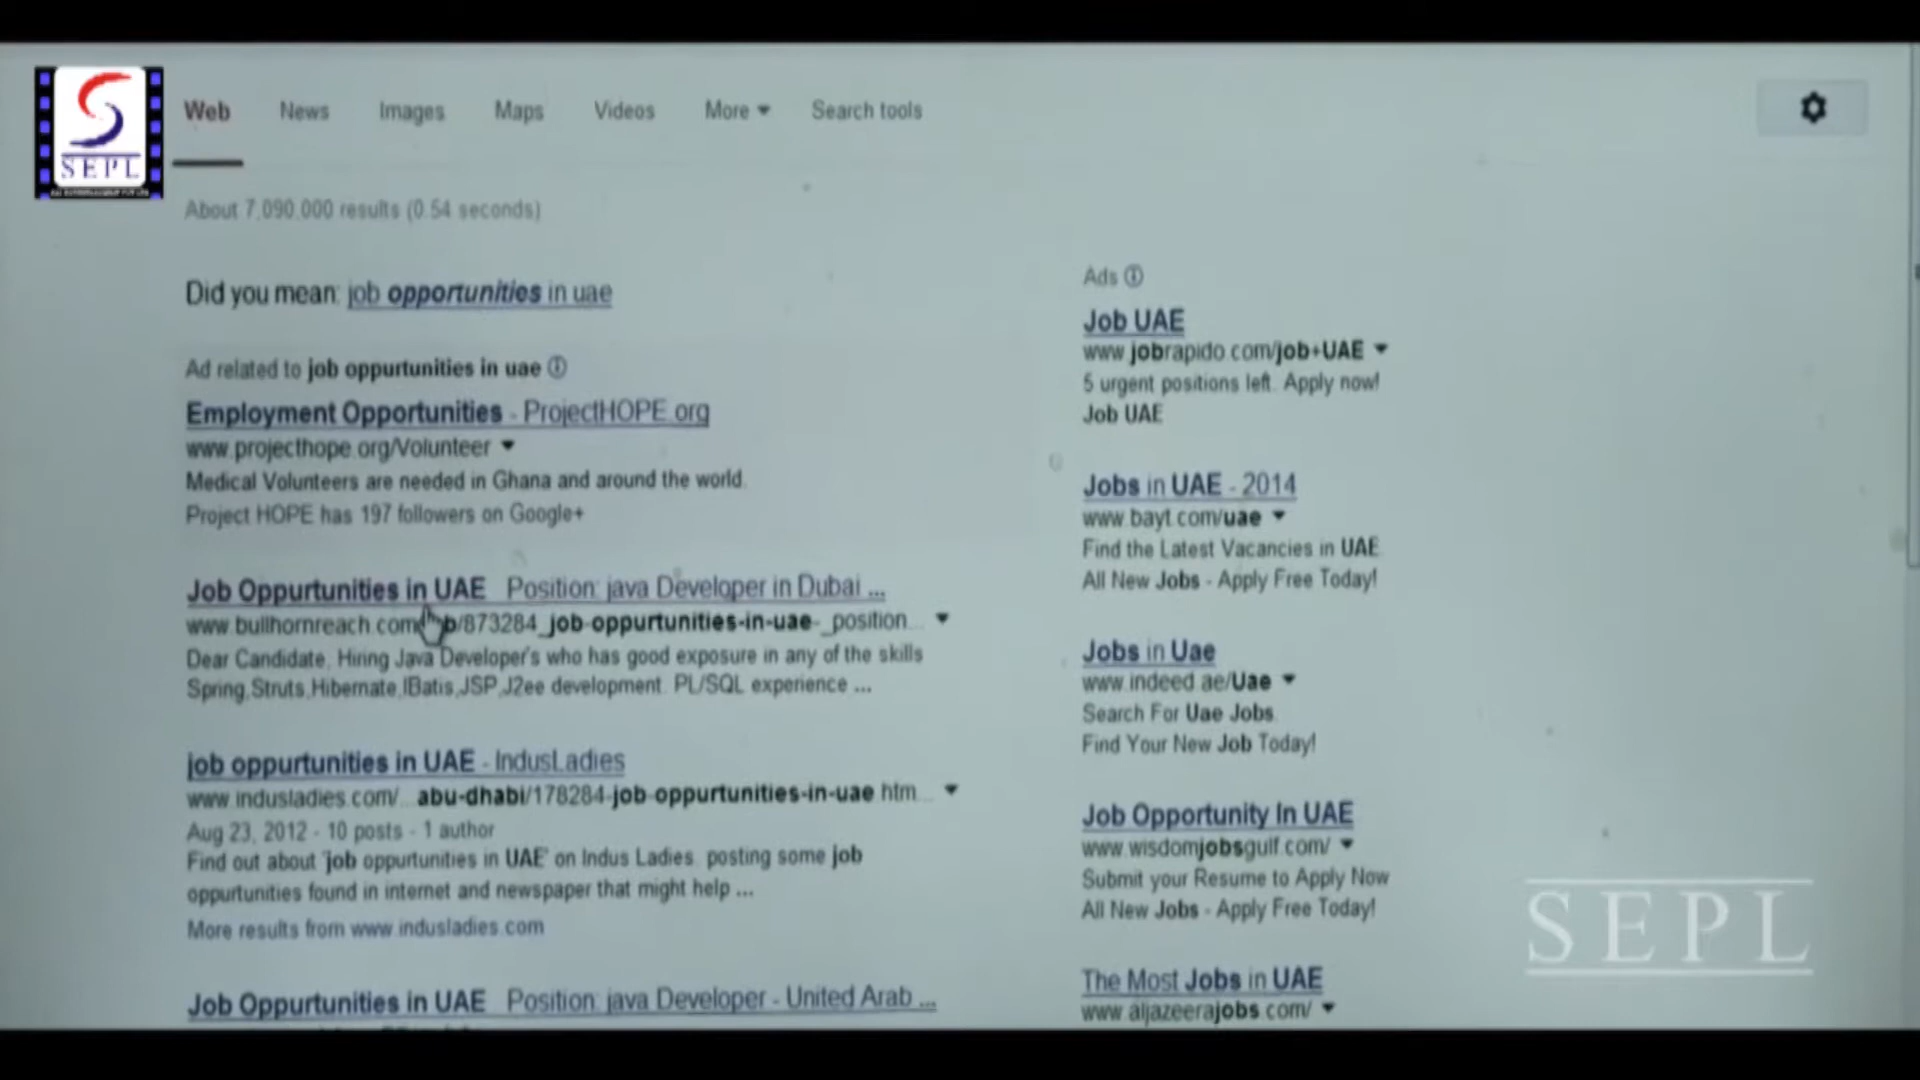 SEPL
Web News Images Maps Videos More Search tools
About 7,090,000 results (0.54 seconds)
Did you mean: job opportunities in uae
Ad related to job oppurtunities in uae
Employment Opportunities - ProjectHOPE.org
www.projecthope.org/Volunteer
Medical Volunteers are needed in Ghana and around the world.
Project HOPE has 197 followers on Google+
Job Oppurtunities in UAE Position: java Developer in Dubai ...
www.bullhornreach.com/ b/873284_job-oppurtunities-in-uae-_position...
Dear Candidate, Hiring Java Developer's who has good exposure in any of the skills
Spring,Struts,Hibernate,IBatis,JSP,J2ee development. PL/SQL experience ...
job oppurtunities in UAE - IndusLadies
www.indusladies.com/...abu-dhabi/178284-job-oppurtunities-in-uae.htm...
Aug 23, 2012 - 10 posts - 1 author
Find out about 'job oppurtunities in UAE' on Indus Ladies. posting some job
oppurtunities found in internet and newspaper that might help ...
More results from www.indusladies.com
Job Oppurtunities in UAE Position: java Developer - United Arab ...
Ads
Job UAE
www.jobrapido.com/job+UAE
5 urgent positions left. Apply now!
Job UAE
Jobs in UAE - 2014
www.bayt.com/uae
Find the Latest Vacancies in UAE.
All New Jobs - Apply Free Today!
Jobs in Uae
www.indeed.ae/Uae
Search For Uae Jobs.
Find Your New Job Today!
Job Opportunity In UAE
www.wisdomjobsgulf.com/
Submit your Resume to Apply Now
All New Jobs - Apply Free Today!
The Most Jobs in UAE
www.aljazeerajobs.com/
SEPL